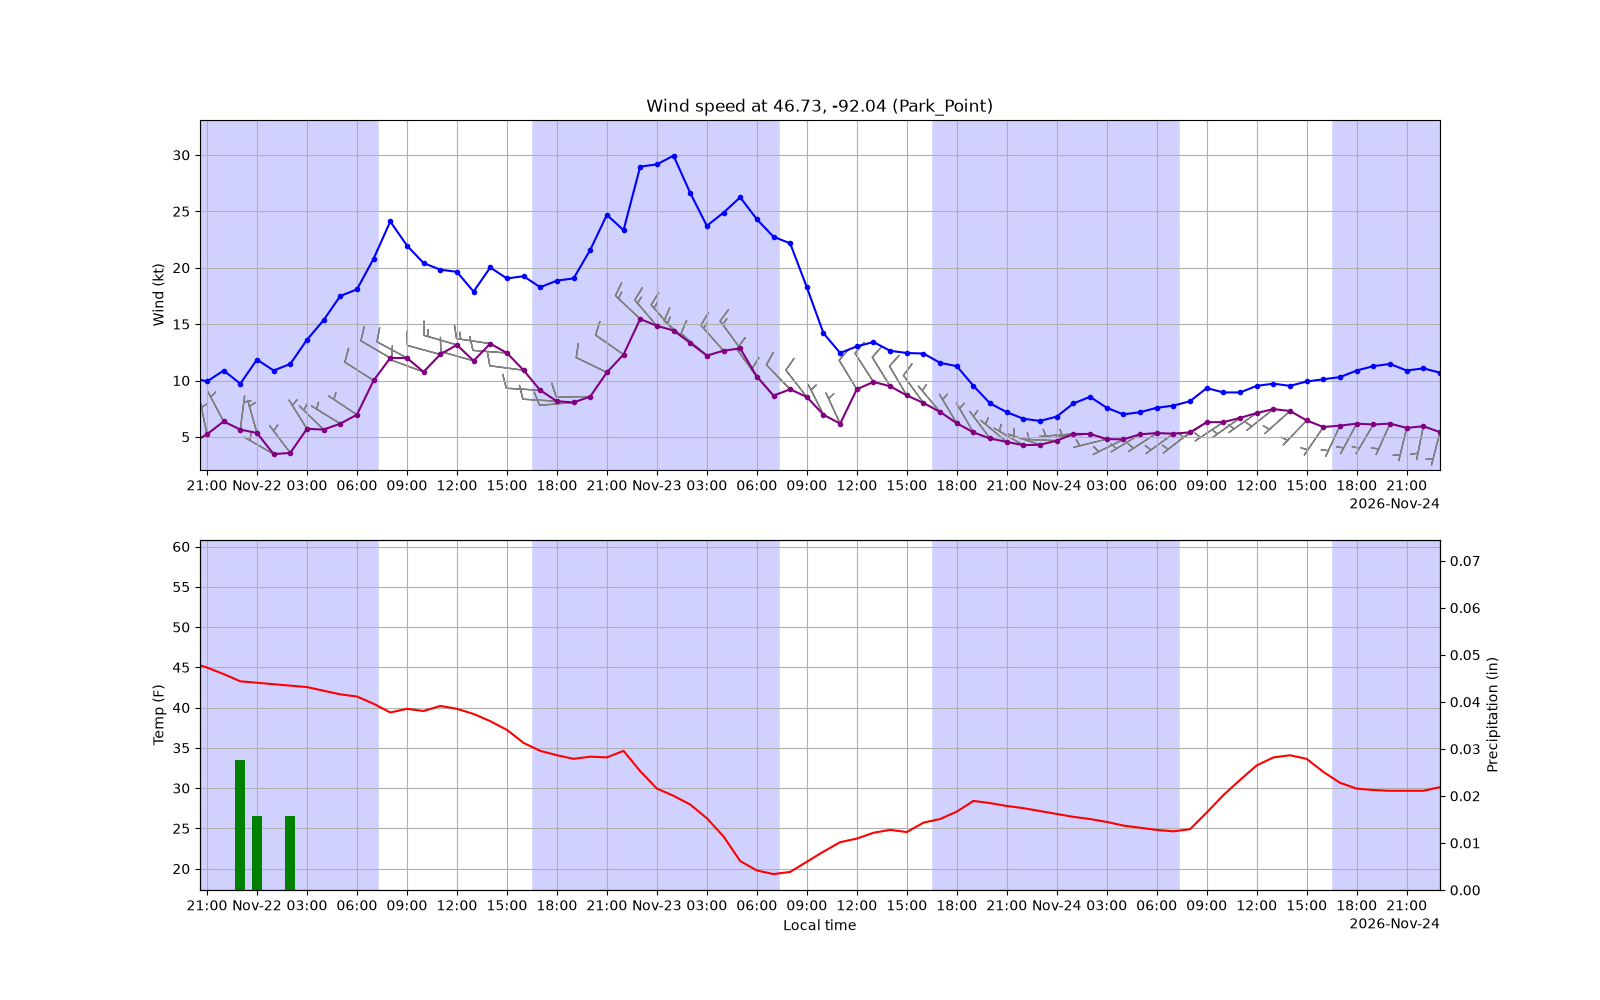 Wind speed at 46.73, -92.04 (Park_Point)
30
25
20
15
10
5
Wind (kt)
21:00 Nov-22 03:00 06:00 09:00 12:00 15:00 18:00 21:00 Nov-23 03:00 06:00 09:00 12:00 15:00 18:00 21:00 Nov-24 03:00 06:00 09:00 12:00 15:00 18:00 21:00
2026-Nov-24
60
55
50
45
40
35
30
25
20
Temp (F)
0.07
0.06
0.05
0.04
0.03
0.02
0.01
0.00
Precipitation (in)
21:00 Nov-22 03:00 06:00 09:00 12:00 15:00 18:00 21:00 Nov-23 03:00 06:00 09:00 12:00 15:00 18:00 21:00 Nov-24 03:00 06:00 09:00 12:00 15:00 18:00 21:00
Local time
2026-Nov-24